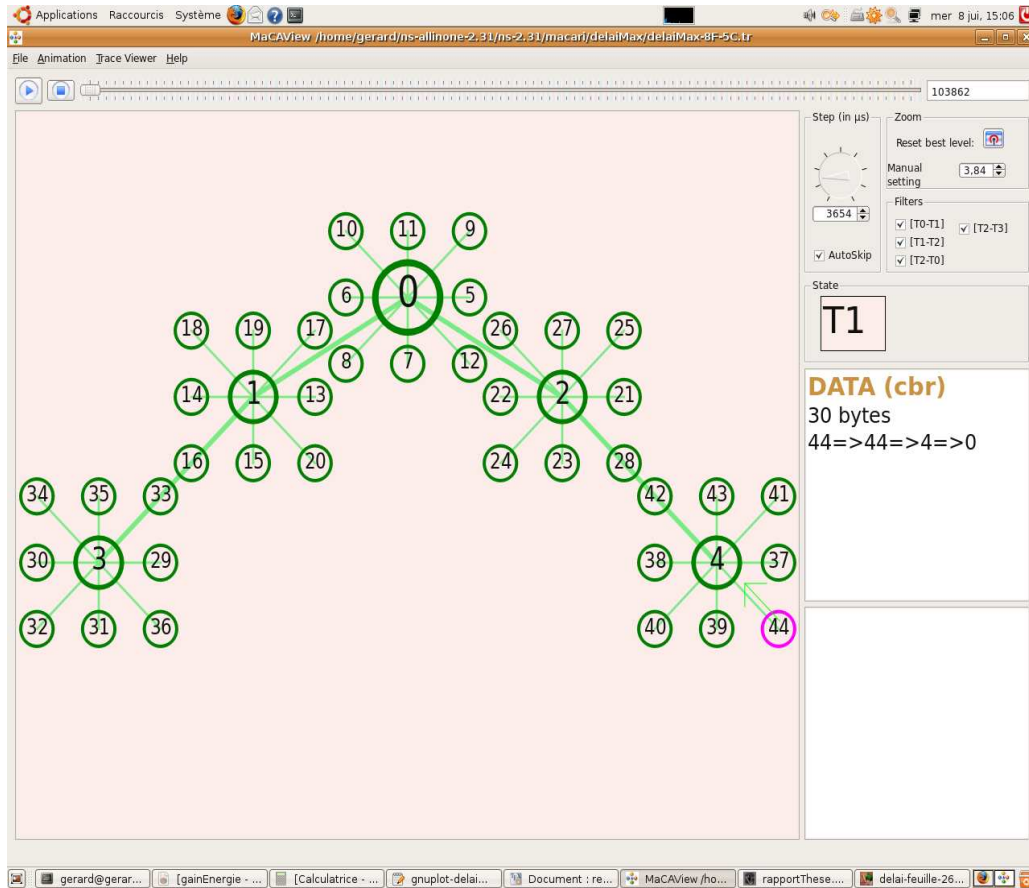 Applications Raccourcis Système mer 8 jui, 15:06
MaCAView /home/gerard/ns-allinone-2.31/ns-2.31/macari/delaiMax/delaiMax-8F-5C.tr
File Animation Trace Viewer Help
103862
Step (in µs)
3654
AutoSkip
Zoom
Reset best level:
Manual setting 3,84
Filters
[T0-T1] [T2-T3]
[T1-T2]
[T2-T0]
State
T1
DATA (cbr)
30 bytes
44=>44=>4=>0
10 11 9
6 0 5
18 19 17 26 27 25
8 7 12
14 1 13 22 2 21
16 15 20 24 23 28
34 35 33 42 43 41
30 3 29 38 4 37
32 31 36 40 39 44
gerard@gerar... [gainEnergie - ... [Calculatrice - ... gnuplot-delai... Document : re... MaCAView /ho... rapportThese.... delai-feuille-26...